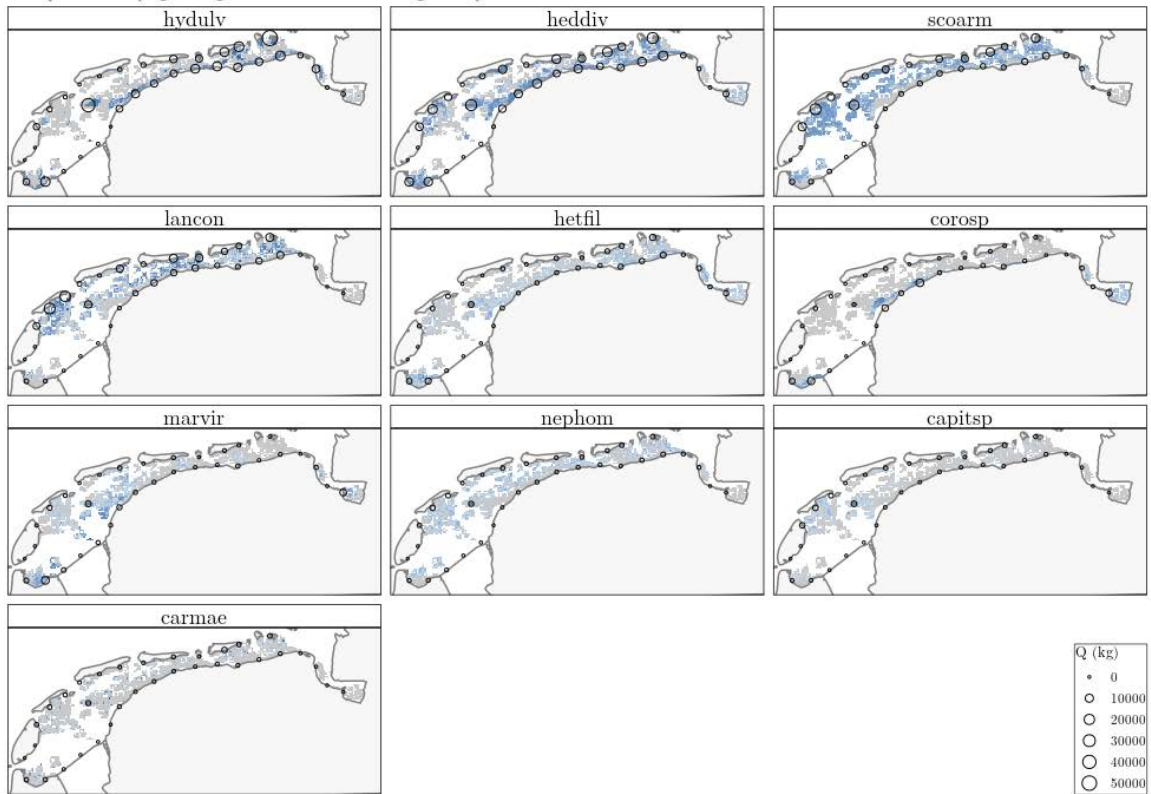 hydulv
heddiv
scoarm
lancon
hetfil
corosp
marvir
nephom
capitsp
carmae
Q (kg)
0
10000
20000
30000
40000
50000